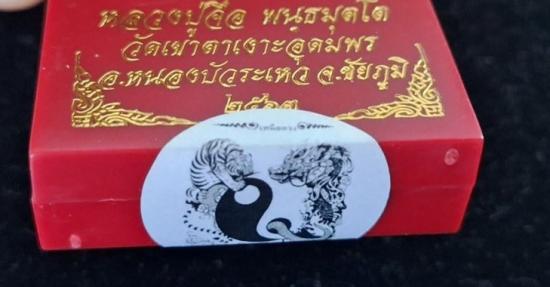 หลวงปู่จื่อ พนฺธมุตฺโต
วัดเขาตาเงาะอุดมพร
อ.หนองบัวระเหว จ.ชัยภูมิ
๒๕๖๓